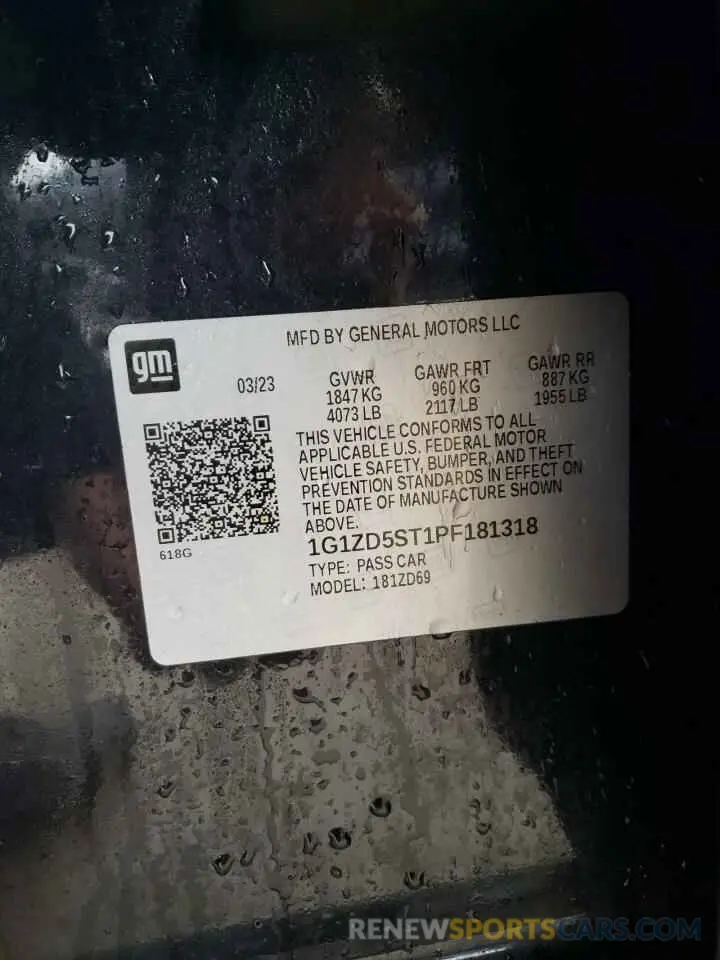 MFD BY GENERAL MOTORS LLC
gm
03/23
GVWR
1847 KG
4073 LB
GAWR FRT
960 KG
2117 LB
GAWR RR
887 KG
1955 LB
THIS VEHICLE CONFORMS TO ALL
APPLICABLE U.S. FEDERAL MOTOR
VEHICLE SAFETY, BUMPER, AND THEFT
PREVENTION STANDARDS IN EFFECT ON
THE DATE OF MANUFACTURE SHOWN
ABOVE.
618G
1G1ZD5ST1PF181318
TYPE: PASS CAR
MODEL: 181ZD69
RENEWSPORTSCARS.COM